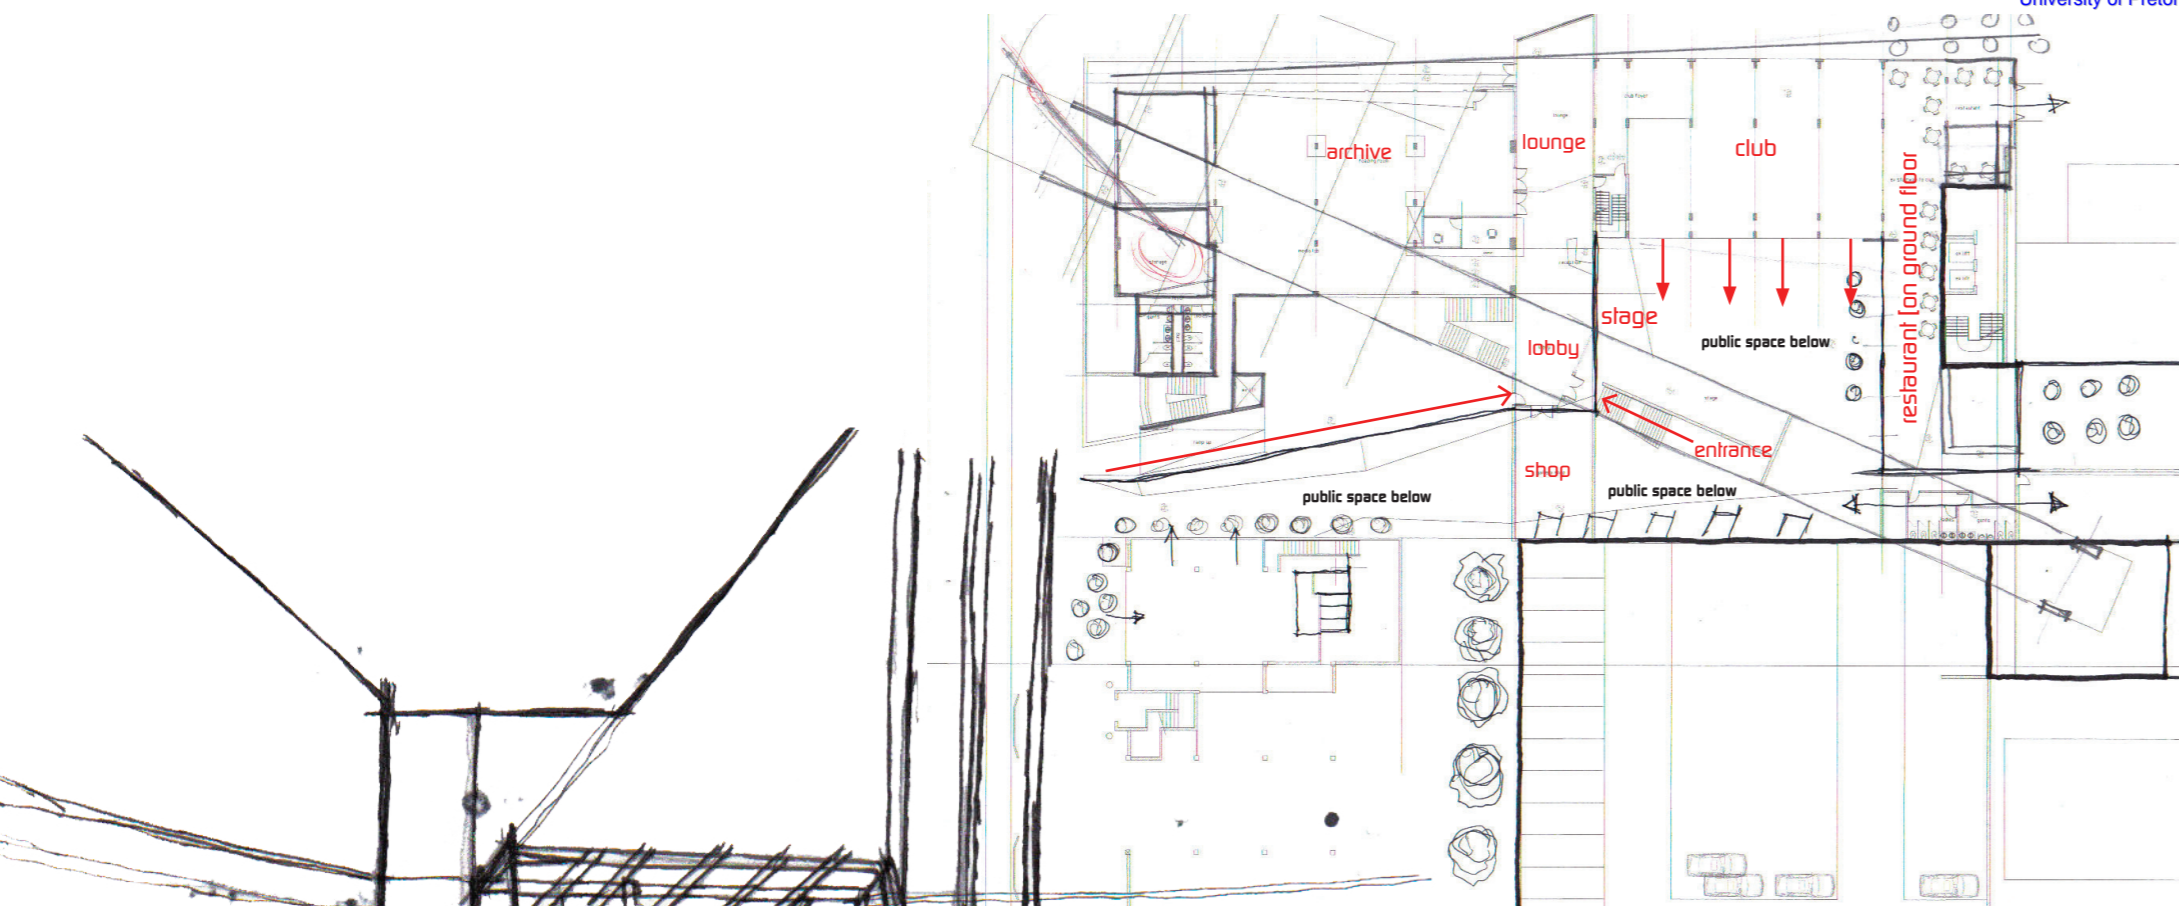 University of Pretor
archive
lounge
club
restaurant [on ground floor
stage
public space below
lobby
entrance
shop
public space below
public space below